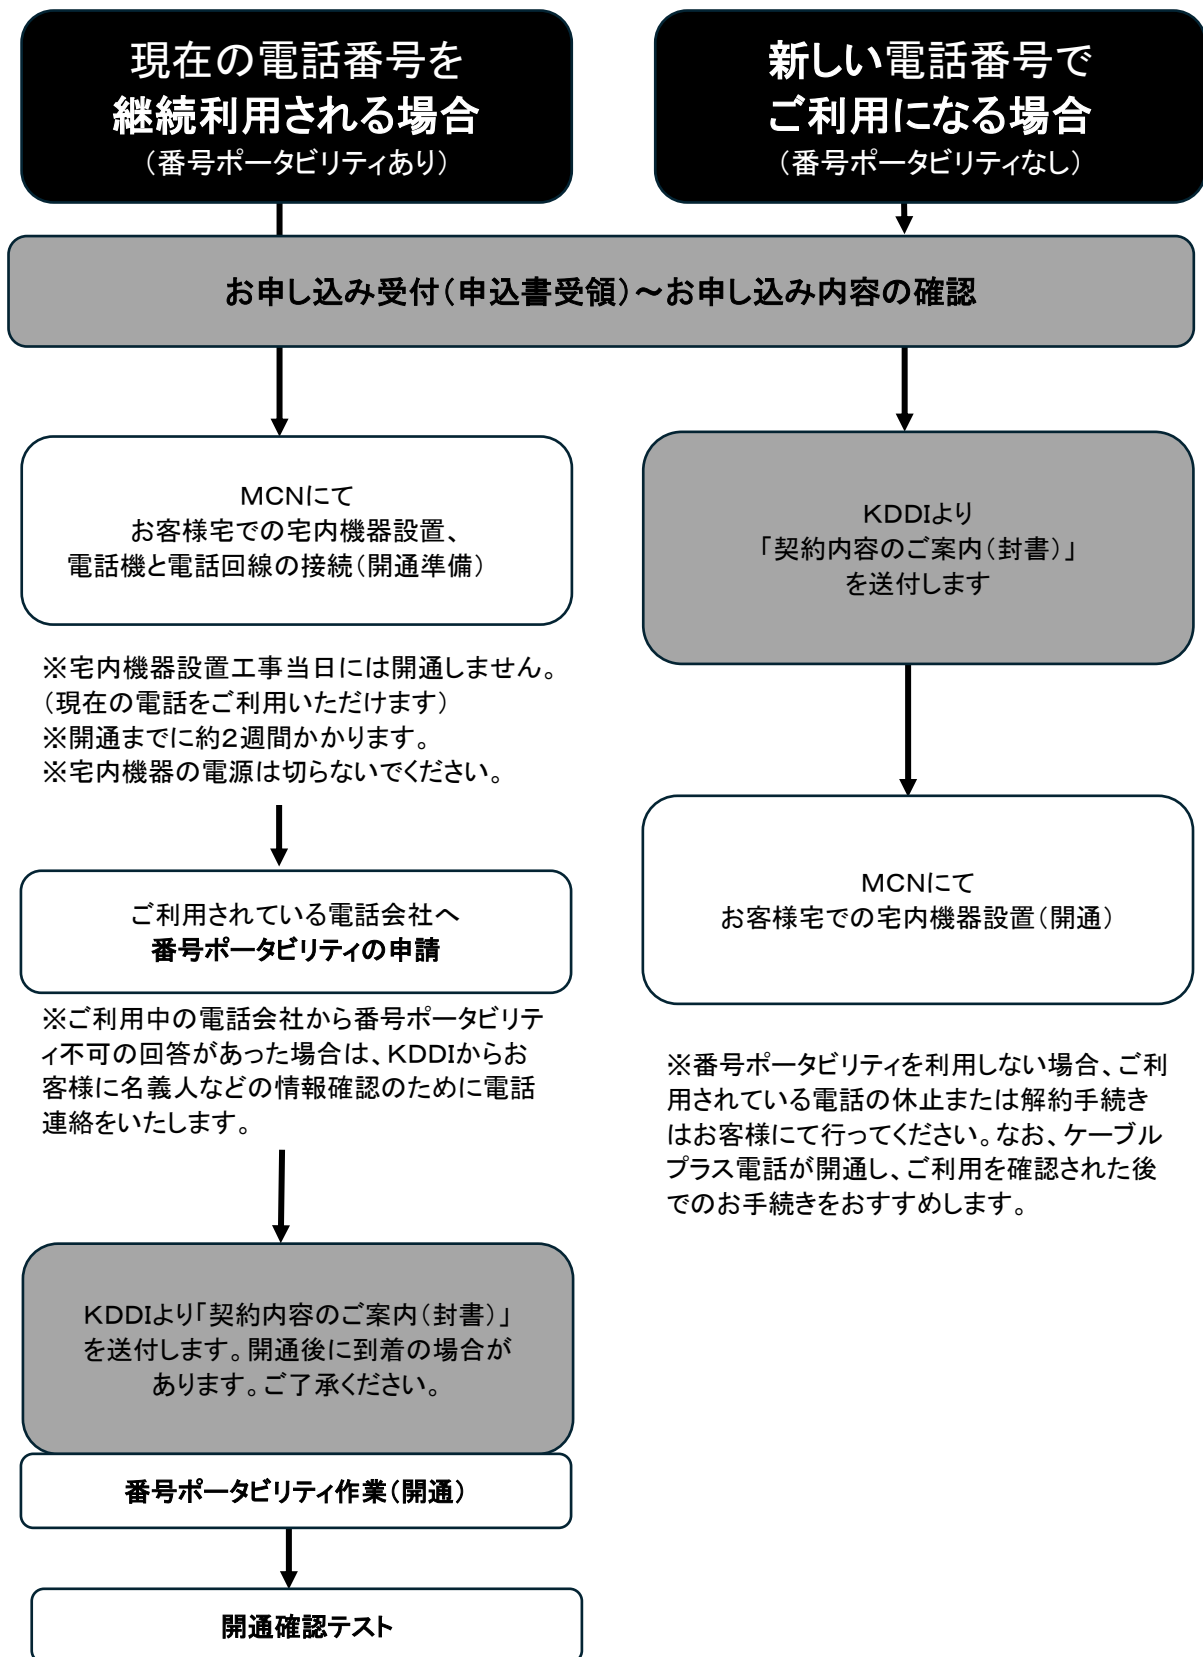 現在の電話番号を
継続利用される場合
（番号ポータビリティあり）
新しい電話番号で
ご利用になる場合
（番号ポータビリティなし）
お申し込み受付（申込書受領）～お申し込み内容の確認
ＭＣＮにて
お客様宅での宅内機器設置、
電話機と電話回線の接続（開通準備）
※宅内機器設置工事当日には開通しません。
（現在の電話をご利用いただけます）
※開通までに約２週間かかります。
※宅内機器の電源は切らないでください。
ご利用されている電話会社へ
番号ポータビリティの申請
※ご利用中の電話会社から番号ポータビリテ
ィ不可の回答があった場合は、ＫＤＤＩからお
客様に名義人などの情報確認のために電話
連絡をいたします。
ＫＤＤＩより「契約内容のご案内（封書）」
を送付します。開通後に到着の場合が
あります。ご了承ください。
番号ポータビリティ作業（開通）
開通確認テスト
ＫＤＤＩより
「契約内容のご案内（封書）」
を送付します
ＭＣＮにて
お客様宅での宅内機器設置（開通）
※番号ポータビリティを利用しない場合、ご利
用されている電話の休止または解約手続き
はお客様にて行ってください。なお、ケーブル
プラス電話が開通し、ご利用を確認された後
でのお手続きをおすすめします。